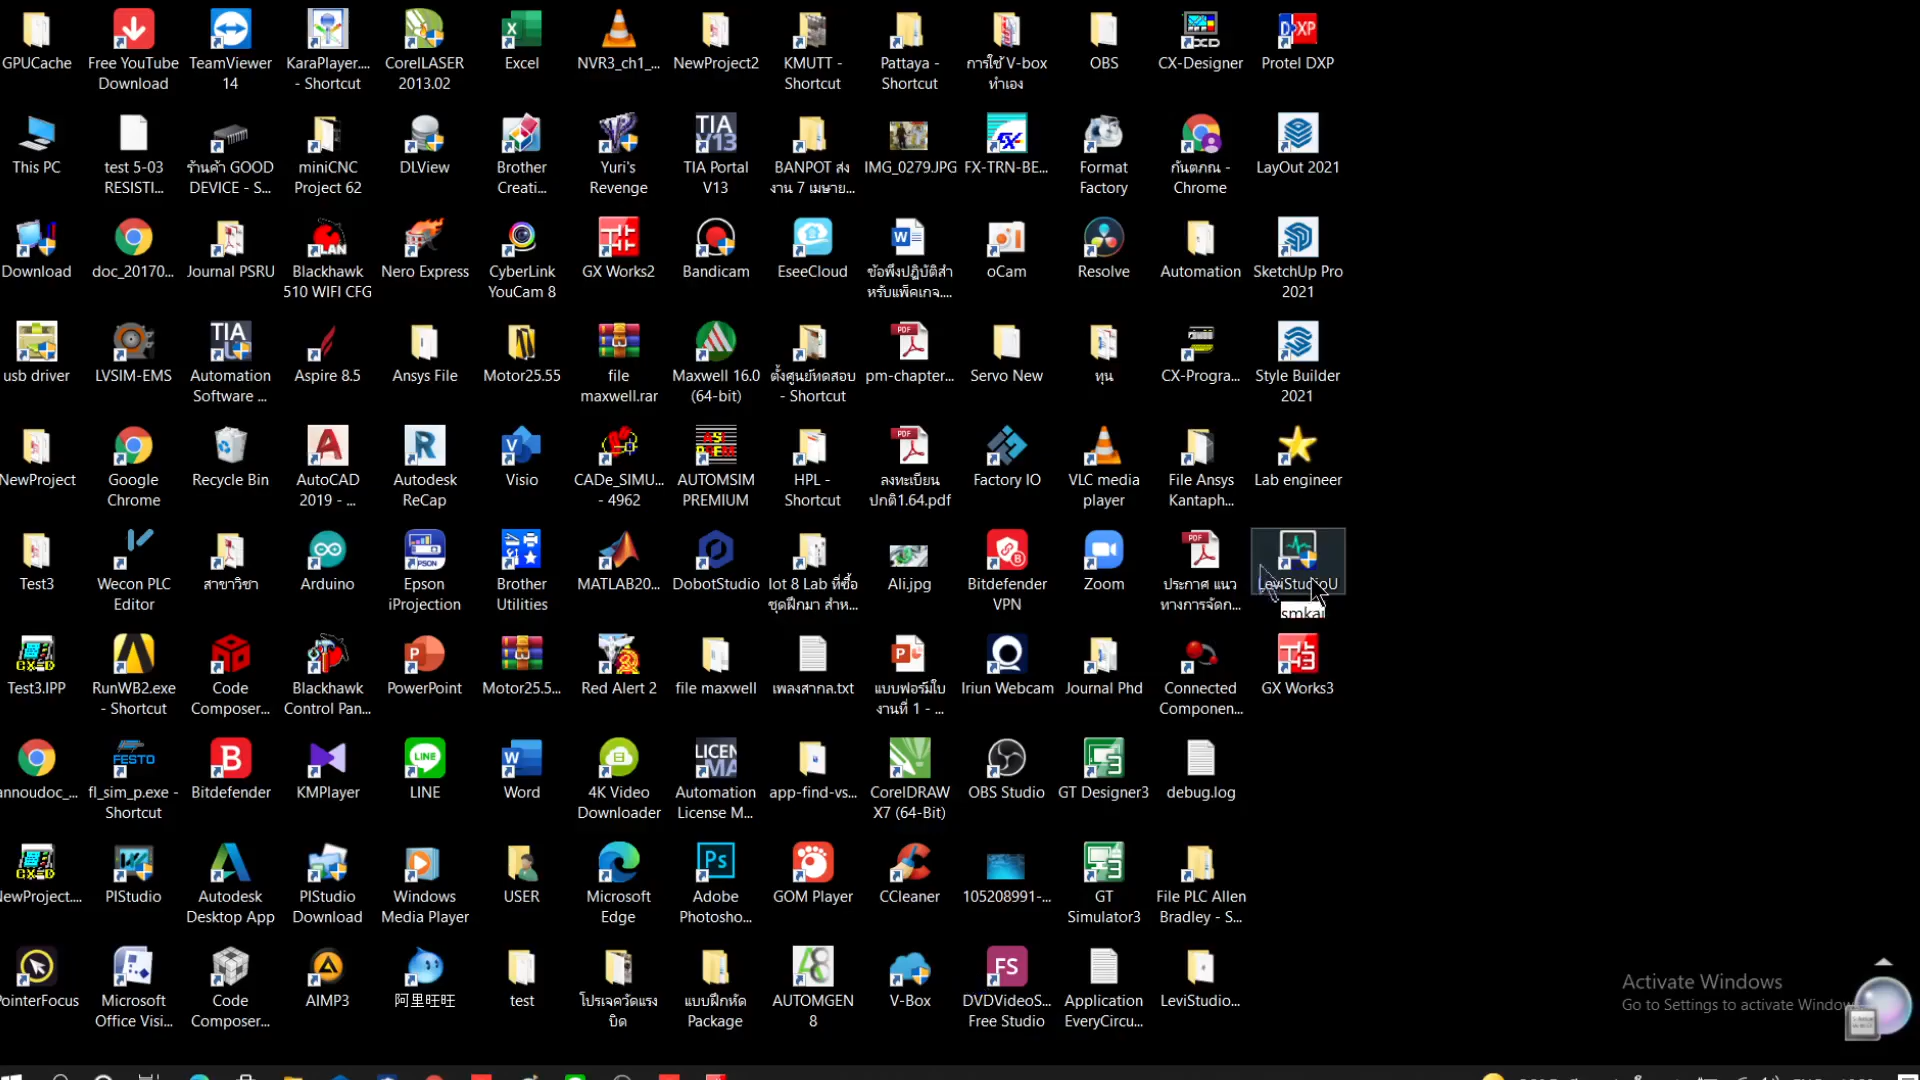 GPUCache
Free YouTube
Download
TeamViewer
14
KaraPlayer....
- Shortcut
CorelLASER
2013.02
Excel
NVR3_ch1_...
NewProject2
KMUTT -
Shortcut
Pattaya -
Shortcut
การใช้ V-box
ทำเอง
OBS
CX-Designer
Protel DXP
This PC
test 5-03
RESISTI...
ร้านค้า GOOD
DEVICE - S...
miniCNC
Project 62
DLView
Brother
Creati...
Yuri's
Revenge
TIA Portal
V13
BANPOT ส่ง
งาน 7 เมษาย...
IMG_0279.JPG
FX-TRN-BE...
Format
Factory
กันตภณ -
Chrome
LayOut 2021
Download
doc_20170...
Journal PSRU
Blackhawk
510 WIFI CFG
Nero Express
CyberLink
YouCam 8
GX Works2
Bandicam
EseeCloud
ข้อพึงปฏิบัติสำ
หรับแพ็คเกจ....
oCam
Resolve
Automation
SketchUp Pro
2021
usb driver
LVSIM-EMS
Automation
Software ...
Aspire 8.5
Ansys File
Motor25.55
file
maxwell.rar
Maxwell 16.0
(64-bit)
ตั้งศูนย์ทดสอบ
- Shortcut
pm-chapter...
Servo New
ทุน
CX-Progra...
Style Builder
2021
NewProject
Google
Chrome
Recycle Bin
AutoCAD
2019 - ...
Autodesk
ReCap
Visio
CADe_SIMU...
- 4962
AUTOMSIM
PREMIUM
HPL -
Shortcut
ลงทะเบียน
ปกติ1.64.pdf
Factory IO
VLC media
player
File Ansys
Kantaph...
Lab engineer
Test3
Wecon PLC
Editor
สาขาวิชา
Arduino
Epson
iProjection
Brother
Utilities
MATLAB20...
DobotStudio
Iot 8 Lab ที่ซื้อ
ชุดฝึกมา สำห...
Ali.jpg
Bitdefender
VPN
Zoom
ประกาศ แนว
ทางการจัดก...
LeviStudioU
smkai
Test3.IPP
RunWB2.exe
- Shortcut
Code
Composer...
Blackhawk
Control Pan...
PowerPoint
Motor25.5...
Red Alert 2
file maxwell
เพลงสากล.txt
แบบฟอร์มใบ
งานที่ 1 - ...
Iriun Webcam
Journal Phd
Connected
Componen...
GX Works3
annoudoc_...
fl_sim_p.exe -
Shortcut
Bitdefender
KMPlayer
LINE
Word
4K Video
Downloader
Automation
License M...
app-find-vs...
CorelDRAW
X7 (64-Bit)
OBS Studio
GT Designer3
debug.log
NewProject....
PIStudio
Autodesk
Desktop App
PIStudio
Download
Windows
Media Player
USER
Microsoft
Edge
Adobe
Photosho...
GOM Player
CCleaner
105208991-...
GT
Simulator3
File PLC Allen
Bradley - S...
PointerFocus
Microsoft
Office Visi...
Code
Composer...
AIMP3
阿里旺旺
test
โปรเจควัดแรง
บิด
แบบฝึกหัด
Package
AUTOMGEN
8
V-Box
DVDVideoS...
Free Studio
Application
EveryCircu...
LeviStudio...
Activate Windows
Go to Settings to activate Windows